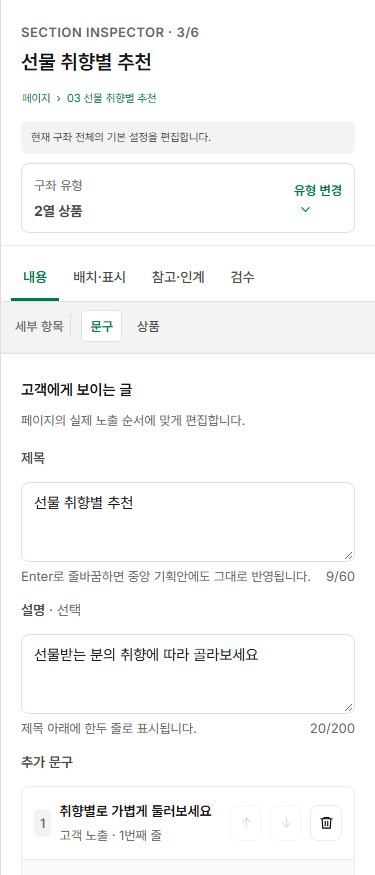 SECTION INSPECTOR · 3/6
선물 취향별 추천
페이지 › 03 선물 취향별 추천
현재 구좌 전체의 기본 설정을 편집합니다.
구좌 유형
2열 상품
유형 변경
내용 배치·표시 참고·인계 검수
세부 항목 문구 상품
고객에게 보이는 글
페이지의 실제 노출 순서에 맞게 편집합니다.
제목
선물 취향별 추천
Enter로 줄바꿈하면 중앙 기획안에도 그대로 반영됩니다. 9/60
설명 · 선택
선물받는 분의 취향에 따라 골라보세요
제목 아래에 한두 줄로 표시됩니다. 20/200
추가 문구
1
취향별로 가볍게 둘러보세요
고객 노출 · 1번째 줄